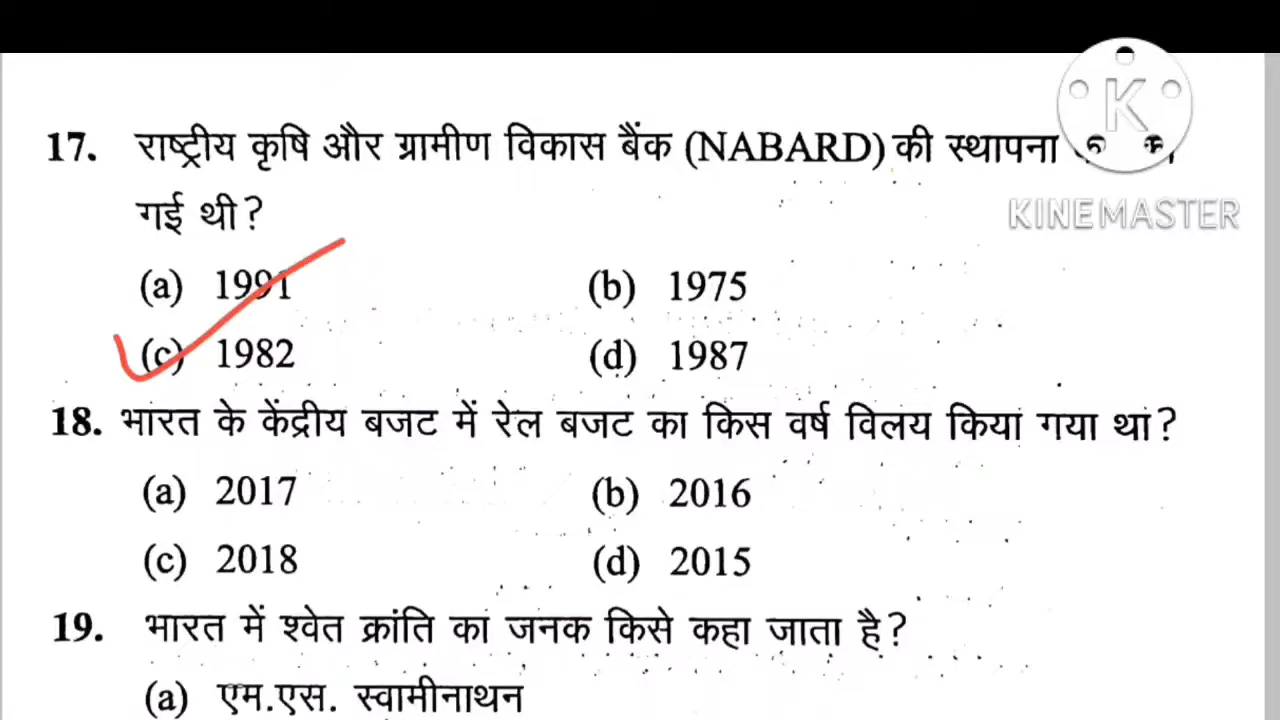 17. राष्ट्रीय कृषि और ग्रामीण विकास बैंक (NABARD) की स्थापना
गई थी?
(a) 1991 (b) 1975
(c) 1982 (d) 1987
18. भारत के केंद्रीय बजट में रेल बजट का किस वर्ष विलय किया गया था?
(a) 2017 (b) 2016
(c) 2018 (d) 2015
19. भारत में श्वेत क्रांति का जनक किसे कहा जाता है?
(a) एम.एस. स्वामीनाथन
K
KINEMASTER